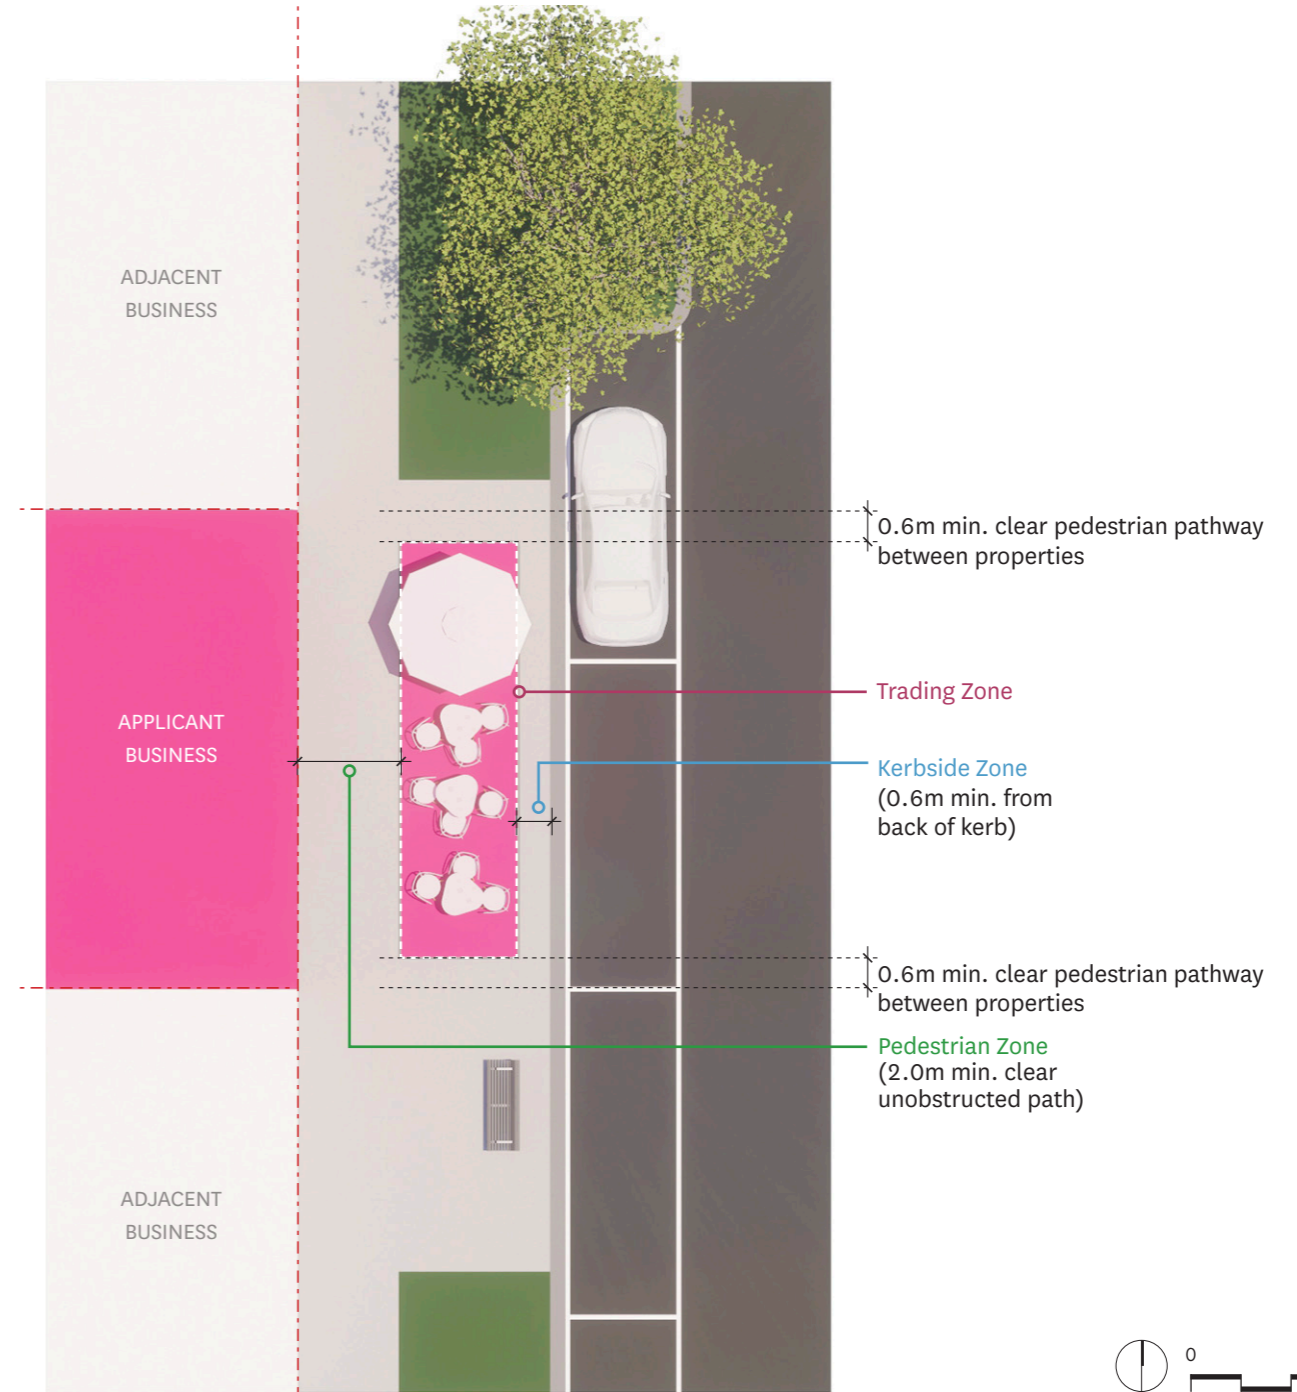 ADJACENT
BUSINESS
0.6m min. clear pedestrian pathway
between properties
Trading Zone
APPLICANT
BUSINESS
Kerbside Zone
(0.6m min. from
back of kerb)
0.6m min. clear pedestrian pathway
between properties
Pedestrian Zone
(2.0m min. clear
unobstructed path)
ADJACENT
BUSINESS
0